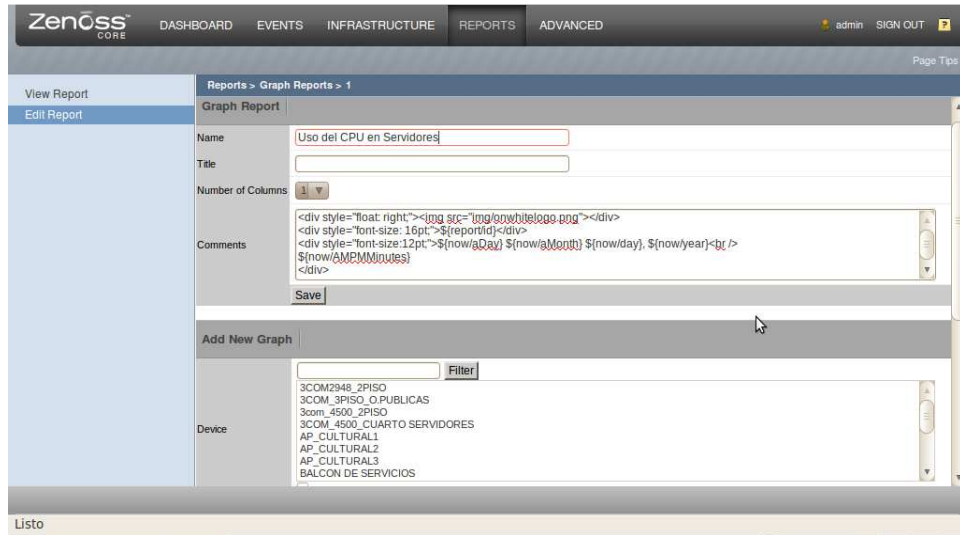 Zenoss
CORE
DASHBOARD EVENTS INFRASTRUCTURE REPORTS ADVANCED
admin SIGN OUT ?
Page Tips
View Report
Edit Report
Reports > Graph Reports > 1
Graph Report
Name Uso del CPU en Servidores
Title
Number of Columns 1
Comments
<div style="float: right;"><img src="img/onwhitelogo.png"></div>
<div style="font-size: 16pt;">${report/id}</div>
<div style="font-size:12pt;">${now/aDay} ${now/aMonth} ${now/day}, ${now/year}<br />
${now/AMPMMinutes}
</div>
Save
Add New Graph
Filter
Device
3COM2948_2PISO
3COM_3PISO_O.PUBLICAS
3com_4500_2PISO
3COM_4500_CUARTO SERVIDORES
AP_CULTURAL1
AP_CULTURAL2
AP_CULTURAL3
BALCON DE SERVICIOS
Listo